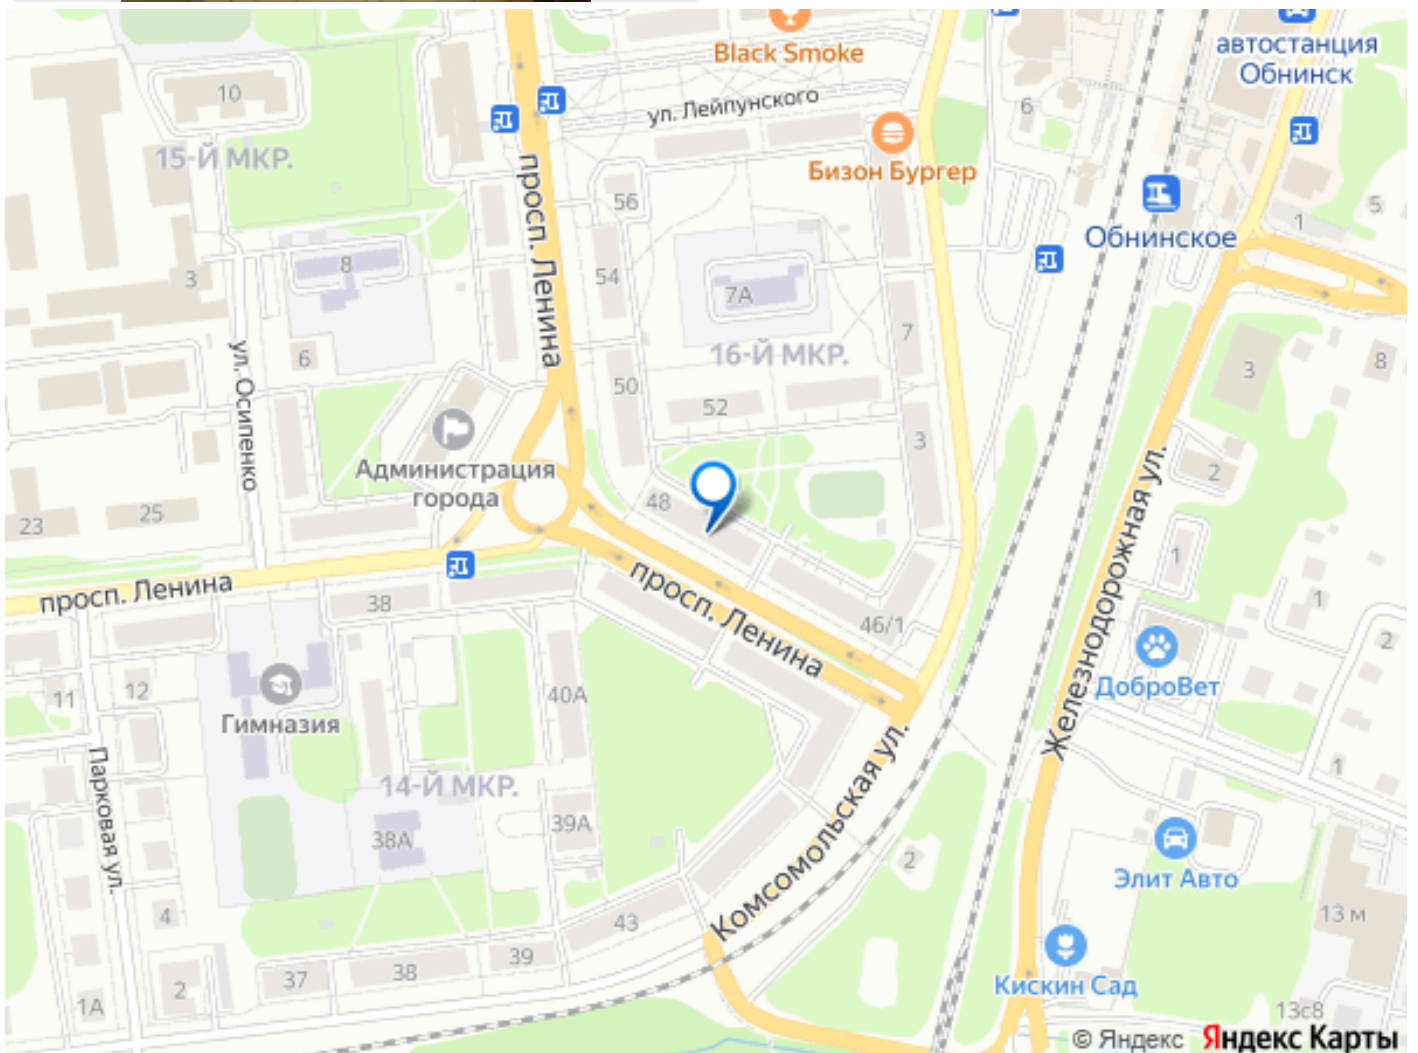 Black Smoke
автостанция
Обнинск
10
ул. Лейпунского
6
15-Й МКР.
Бизон Бургер
просп. Ленина
56
1
5
Обнинское
8
3
54
7А
7
16-Й МКР.
6
ул. Осипенко
50
52
3
8
3
Администрация
города
48
2
23
25
Железнодорожная ул.
1
просп. Ленина
38
просп. Ленина
46/1
1
2
ДоброВет
11
12
Гимназия
40А
Парковая ул.
14-Й МКР.
38А
39А
Комсомольская ул.
2
1
Элит Авто
4
43
13 м
37
38
39
2
1А
Кискин Сад
13с8
© Яндекс Яндекс Карты